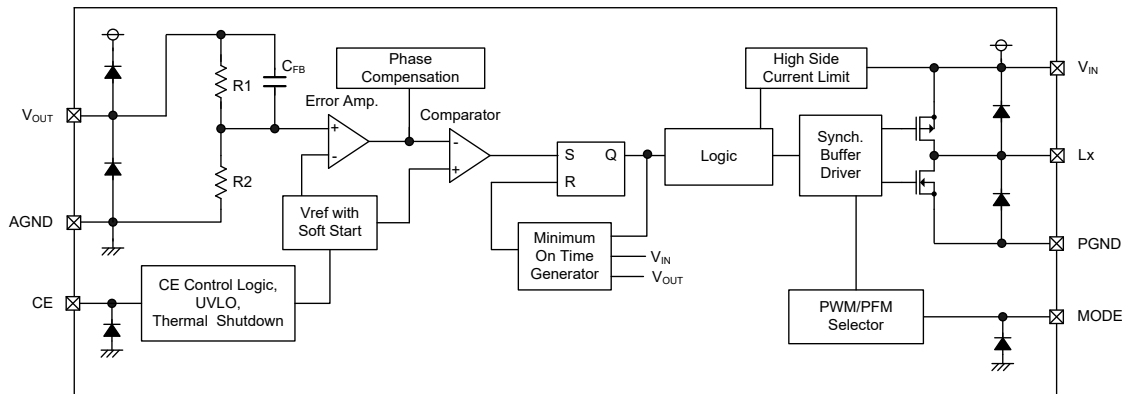 Phase
Compensation
High Side
Current Limit
VIN
R1
CFB
Error Amp.
Comparator
VOUT
+
-
-
+
S
Q
R
Logic
Synch.
Buffer
Driver
Lx
R2
AGND
Vref with
Soft Start
Minimum
On Time
Generator
VIN
VOUT
PGND
CE
CE Control Logic,
UVLO,
Thermal Shutdown
PWM/PFM
Selector
MODE